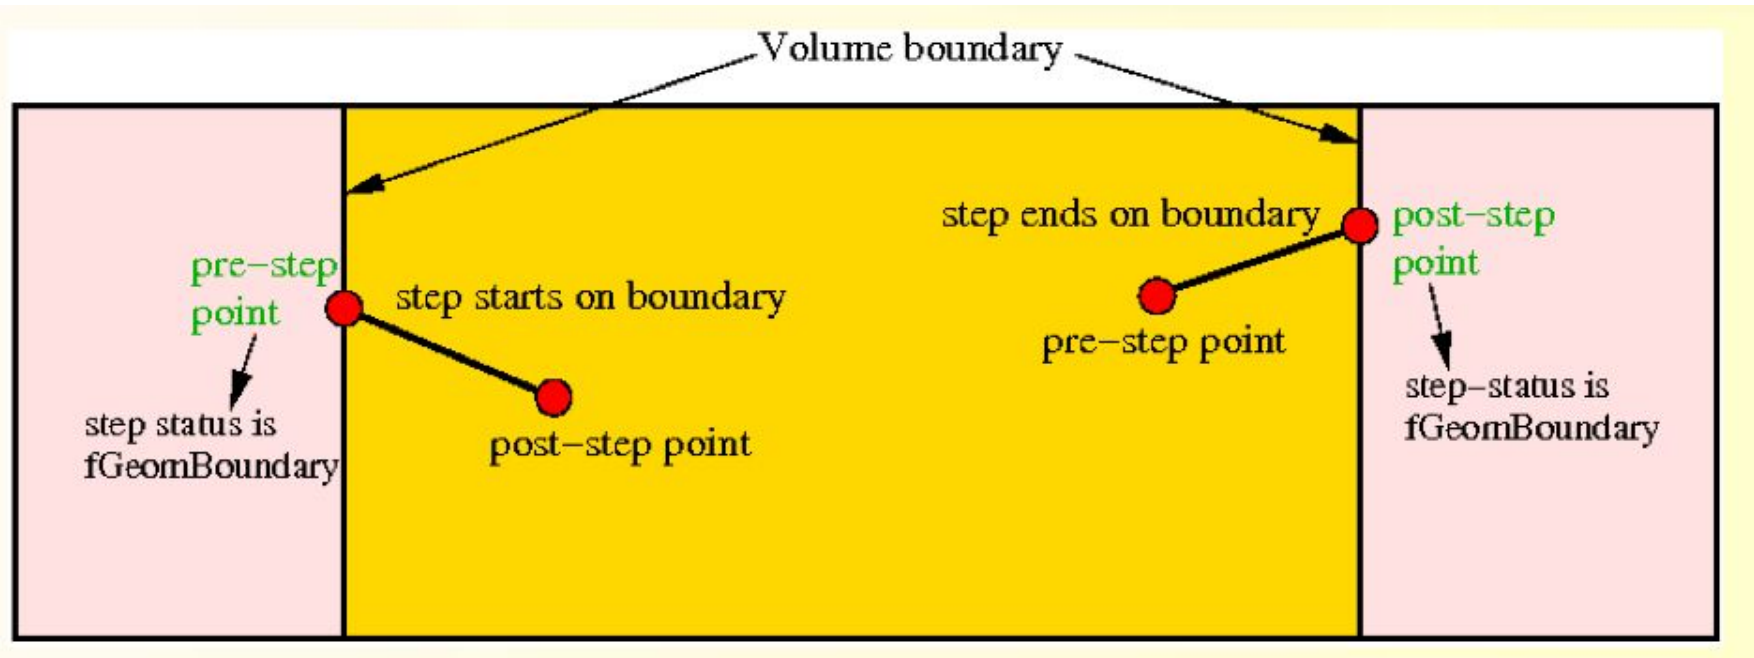 Volume boundary
pre-step
point
step starts on boundary
step status is
fGeomBoundary
post-step point
step ends on boundary
pre-step point
post-step
point
step-status is
fGeomBoundary